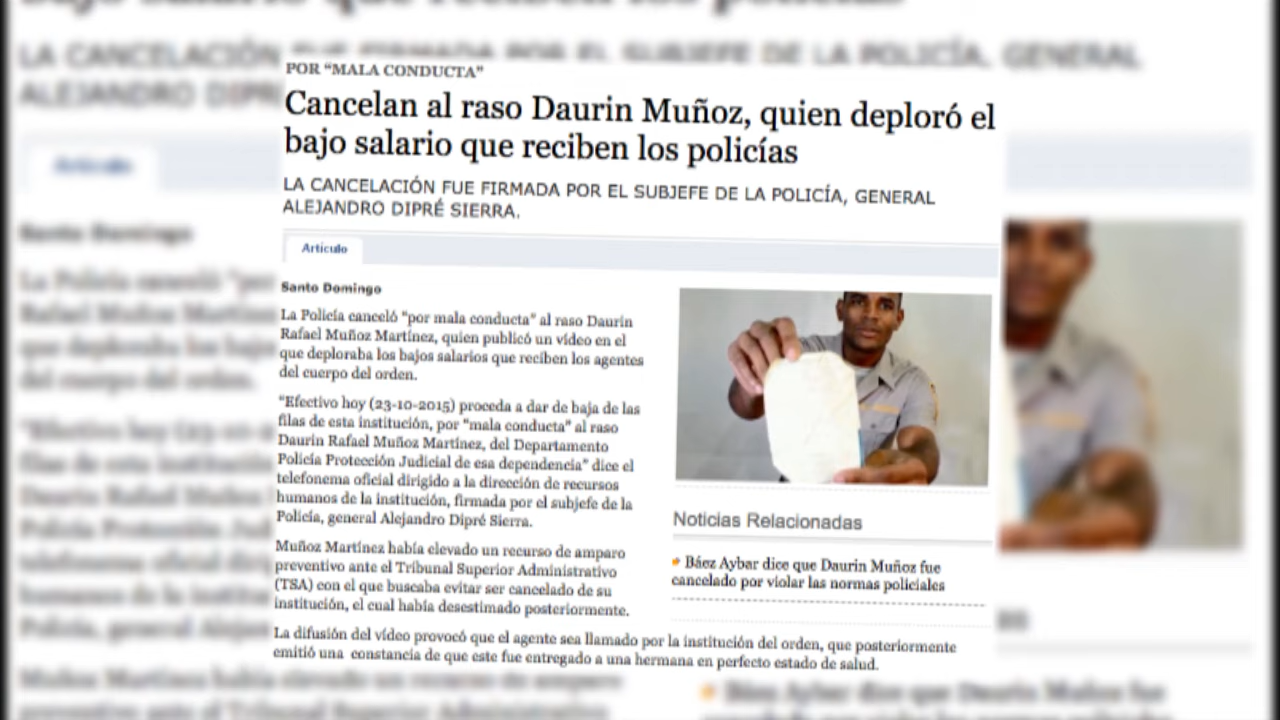 POR “MALA CONDUCTA”
Cancelan al raso Daurin Muñoz, quien deploró el
bajo salario que reciben los policías
LA CANCELACIÓN FUE FIRMADA POR EL SUBJEFE DE LA POLICÍA, GENERAL
ALEJANDRO DIPRÉ SIERRA.
Artículo
Santo Domingo
La Policía canceló "por mala conducta" al raso Daurin
Rafael Muñoz Martínez, quien publicó un vídeo en el
que deploraba los bajos salarios que reciben los agentes
del cuerpo del orden.
"Efectivo hoy (23-10-2015) proceda a dar de baja de las
filas de esta institución, por "mala conducta" al raso
Daurin Rafael Muñoz Martínez, del Departamento
Policía Protección Judicial de esa dependencia" dice el
telefonema oficial dirigido a la dirección de recursos
humanos de la institución, firmada por el subjefe de la
Policía, general Alejandro Dipré Sierra.
Muñoz Martínez había elevado un recurso de amparo
preventivo ante el Tribunal Superior Administrativo
(TSA) con el que buscaba evitar ser cancelado de su
institución, el cual había desestimado posteriormente.
La difusión del vídeo provocó que el agente sea llamado por la institución del orden, que posteriormente
emitió una constancia de que este fue entregado a una hermana en perfecto estado de salud.
Noticias Relacionadas
Báez Aybar dice que Daurin Muñoz fue
cancelado por violar las normas policiales